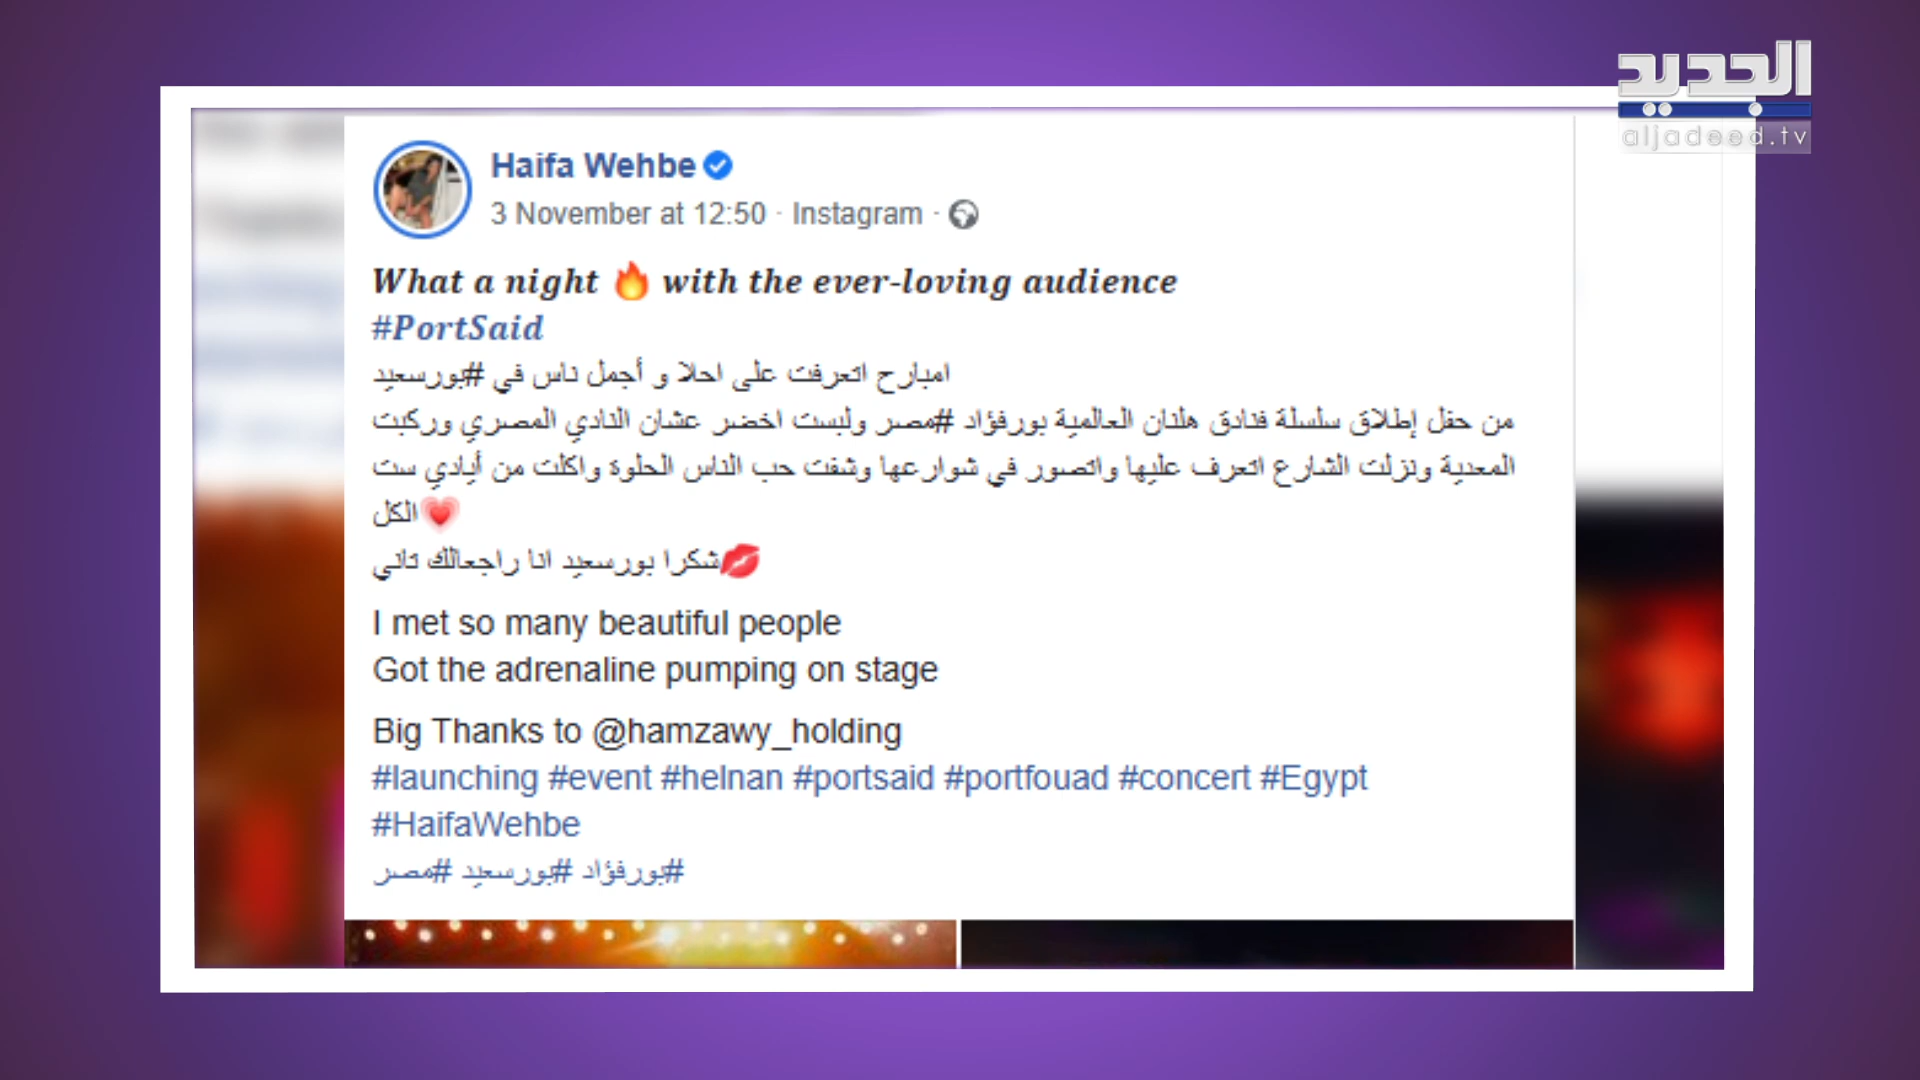 الجديد
aljadeed.tv
Haifa Wehbe
3 November at 12:50 · Instagram ·
What a night 🔥 with the ever-loving audience
#PortSaid
امبارح اتعرفت على احلا و أجمل ناس في #بورسعيد
من حفل إطلاق سلسلة فنادق هلنان العالمية بورفؤاد #مصر ولبست اخضر عشان النادي المصري وركبت
المعدية ونزلت الشارع اتعرف عليها واتصور في شوارعها وشفت حب الناس الحلوة واكلت من أيادي ست
الكل💗
💋شكرا بورسعيد انا راجعالك تاني
I met so many beautiful people
Got the adrenaline pumping on stage
Big Thanks to @hamzawy_holding
#launching #event #helnan #portsaid #portfouad #concert #Egypt
#HaifaWehbe
#بورفؤاد #بورسعيد #مصر